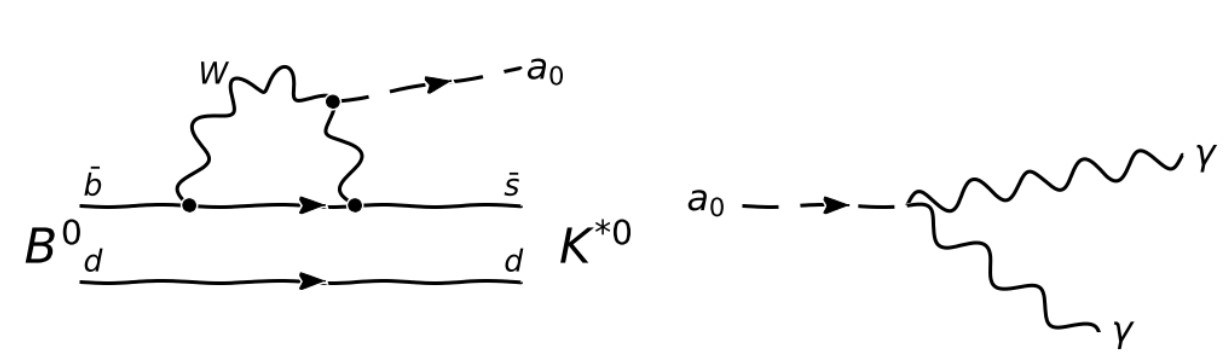 W
a₀
b̄
s̄
B⁰
d
d
K*⁰
a₀
γ
γ